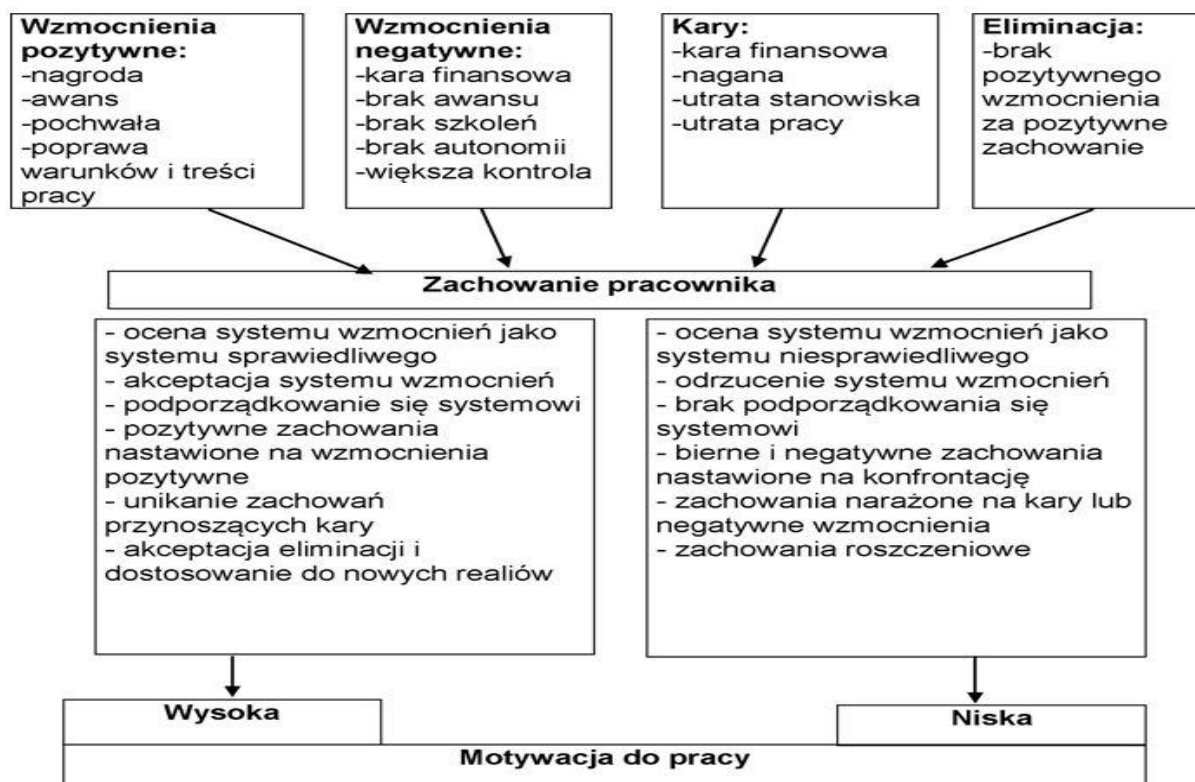 Wzmocnienia
pozytywne:
-nagroda
-awans
-pochwała
-poprawa
warunków i treści
pracy
Wzmocnienia
negatywne:
-kara finansowa
-brak awansu
-brak szkoleń
-brak autonomii
-większa kontrola
Kary:
-kara finansowa
-nagana
-utrata stanowiska
-utrata pracy
Eliminacja:
-brak
pozytywnego
wzmocnienia
za pozytywne
zachowanie
Zachowanie pracownika
- ocena systemu wzmocnień jako
systemu sprawiedliwego
- akceptacja systemu wzmocnień
- podporządkowanie się systemowi
- pozytywne zachowania
nastawione na wzmocnienia
pozytywne
- unikanie zachowań
przynoszących kary
- akceptacja eliminacji i
dostosowanie do nowych realiów
- ocena systemu wzmocnień jako
systemu niesprawiedliwego
- odrzucenie systemu wzmocnień
- brak podporządkowania się
systemowi
- bierne i negatywne zachowania
nastawione na konfrontację
- zachowania narażone na kary lub
negatywne wzmocnienia
- zachowania roszczeniowe
Wysoka
Niska
Motywacja do pracy